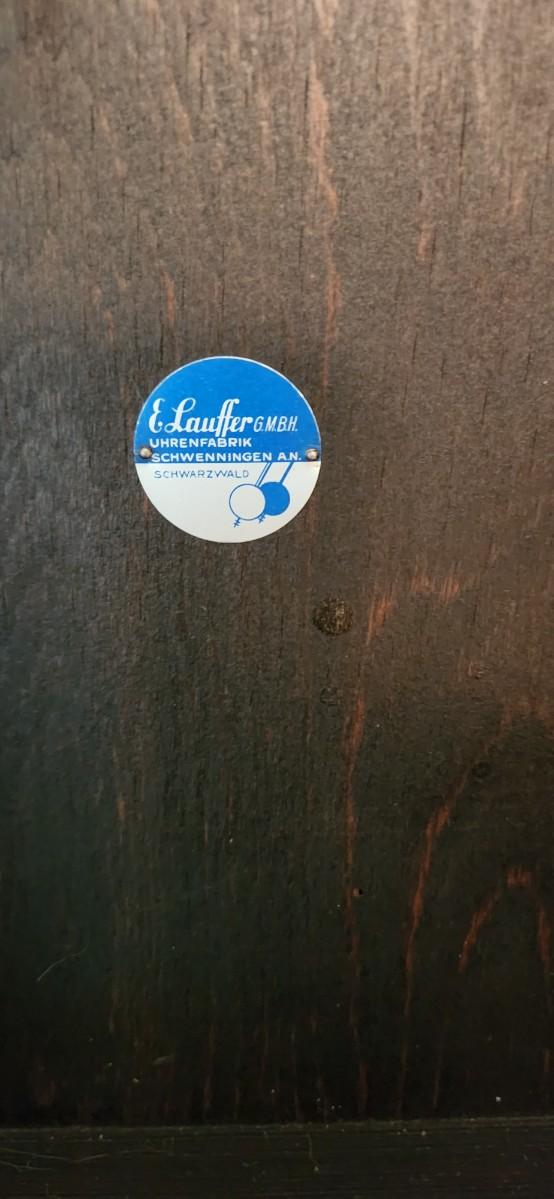 E Lauffer G.M.B.H.
UHRENFABRIK
SCHWENNINGEN A.N.
SCHWARZWALD